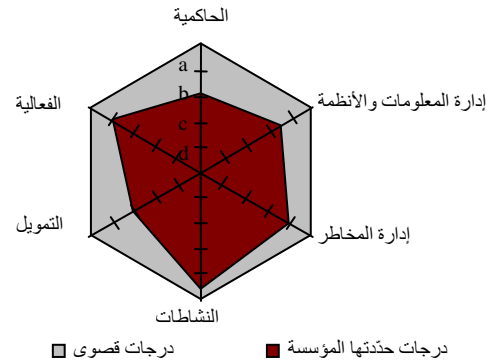 الحاكمية
a
b
c
d
إدارة المعلومات والأنظمة
الفعالية
إدارة المخاطر
التمويل
النشاطات
درجات حدّدتها المؤسسة
درجات قصوى